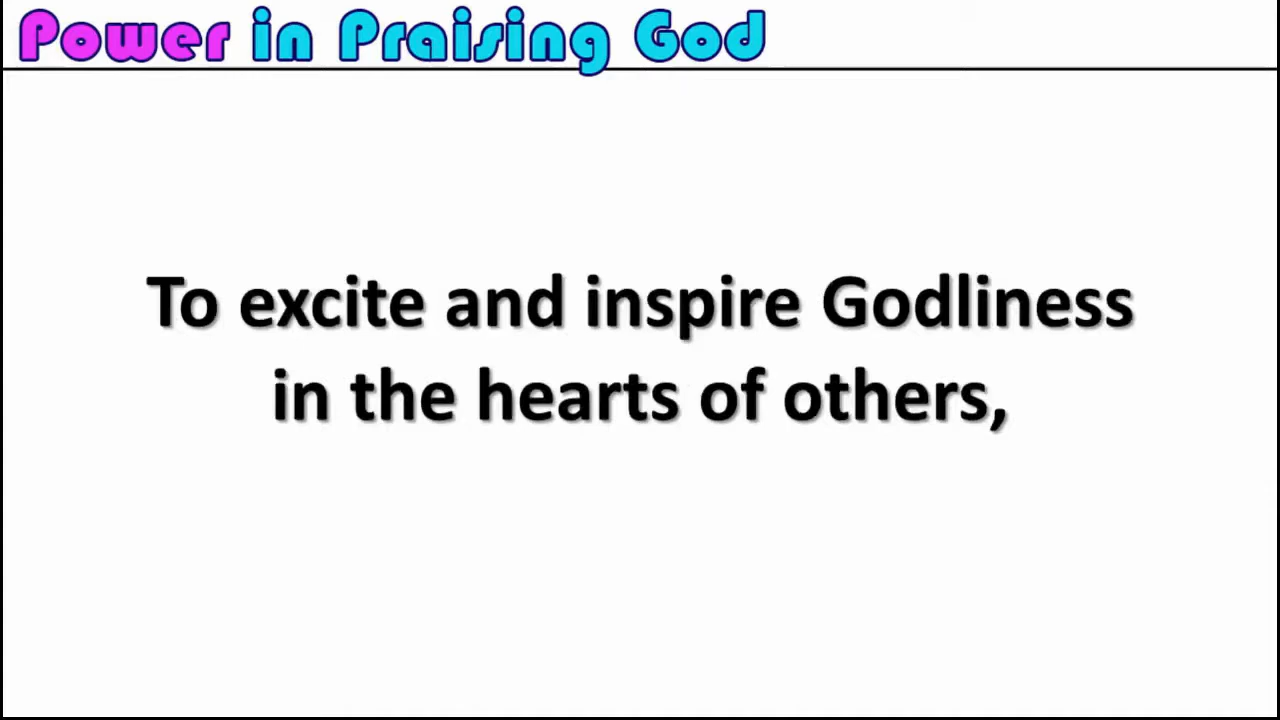 Power in Praising God
To excite and inspire Godliness
in the hearts of others,